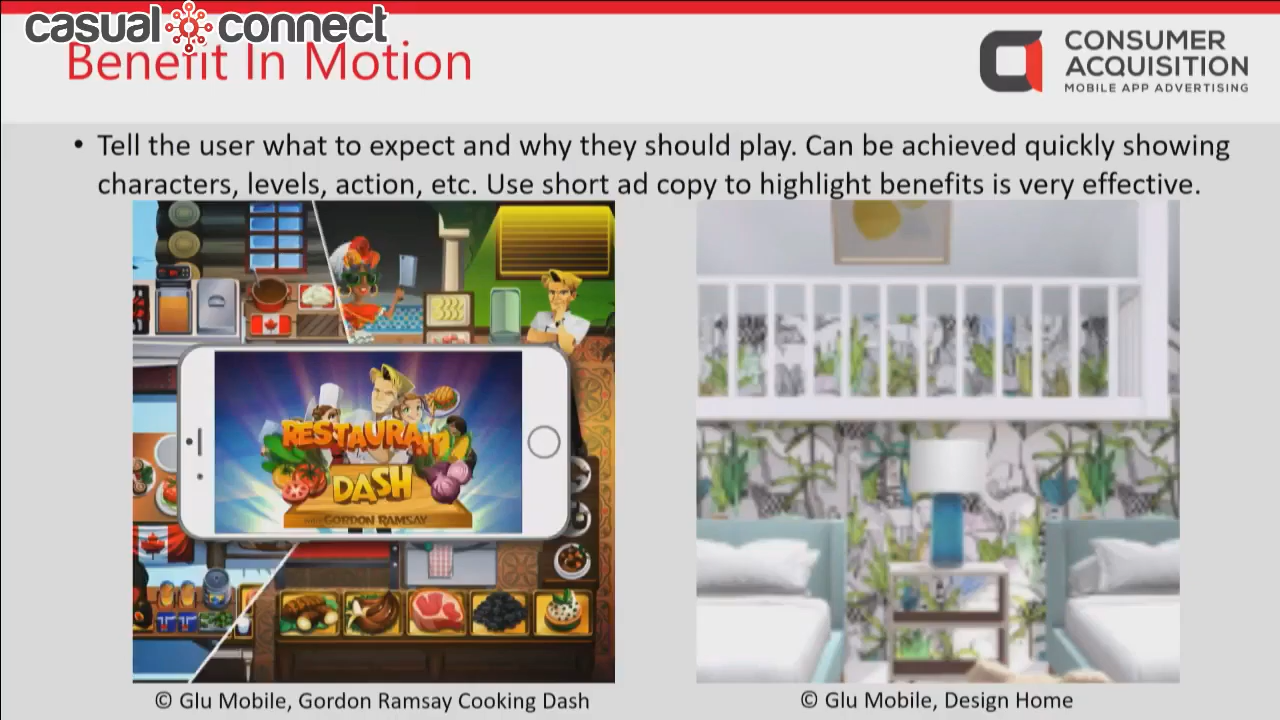 casual connect
Benefit In Motion
CONSUMER
ACQUISITION
MOBILE APP ADVERTISING
• Tell the user what to expect and why they should play. Can be achieved quickly showing
characters, levels, action, etc. Use short ad copy to highlight benefits is very effective.
RESTAURANT
DASH
WITH GORDON RAMSAY
© Glu Mobile, Gordon Ramsay Cooking Dash
© Glu Mobile, Design Home